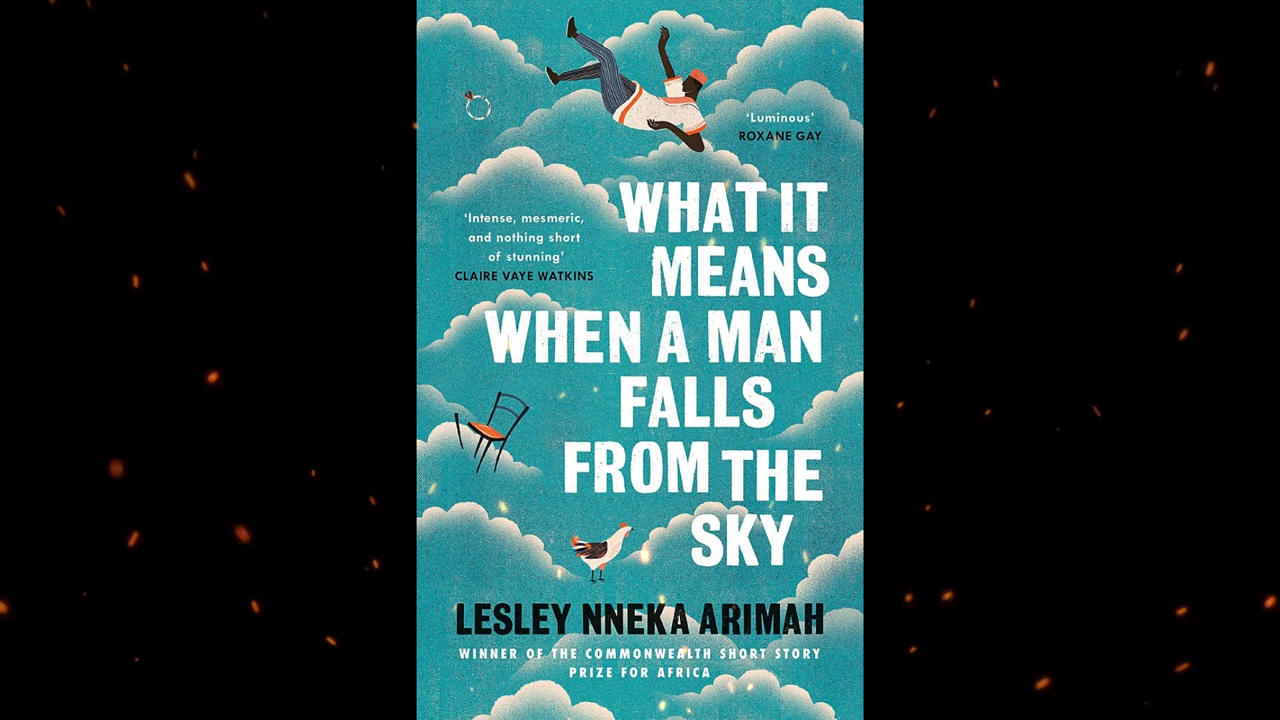 'Luminous'
ROXANE GAY
'Intense, mesmeric,
and nothing short
of stunning'
CLAIRE VAYE WATKINS
WHAT IT
MEANS
WHEN A MAN
FALLS
FROM THE
SKY
LESLEY NNEKA ARIMAH
WINNER OF THE COMMONWEALTH SHORT STORY
PRIZE FOR AFRICA